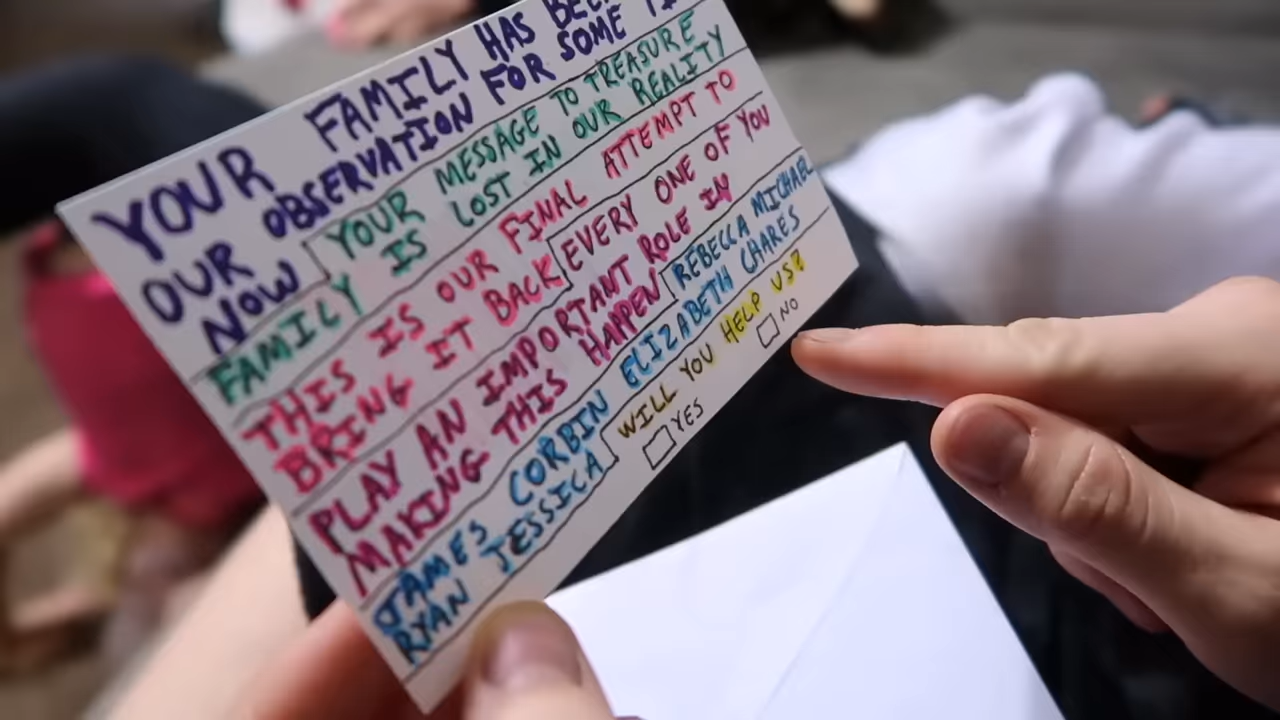 YOUR FAMILY HAS
OUR OBSERVATION FOR SOME
NOW YOUR MESSAGE TO TREASURE
FAMILY IS LOST IN OUR REALITY
THIS IS OUR FINAL ATTEMPT TO
BRING IT BACK EVERY ONE OF YOU
PLAY AN IMPORTANT ROLE IN
MAKING THIS HAPPEN REBECCA MICHAEL
JAMES CORBIN ELIZABETH CHARES
RYAN JESSICA WILL YOU HELP US?
YES NO